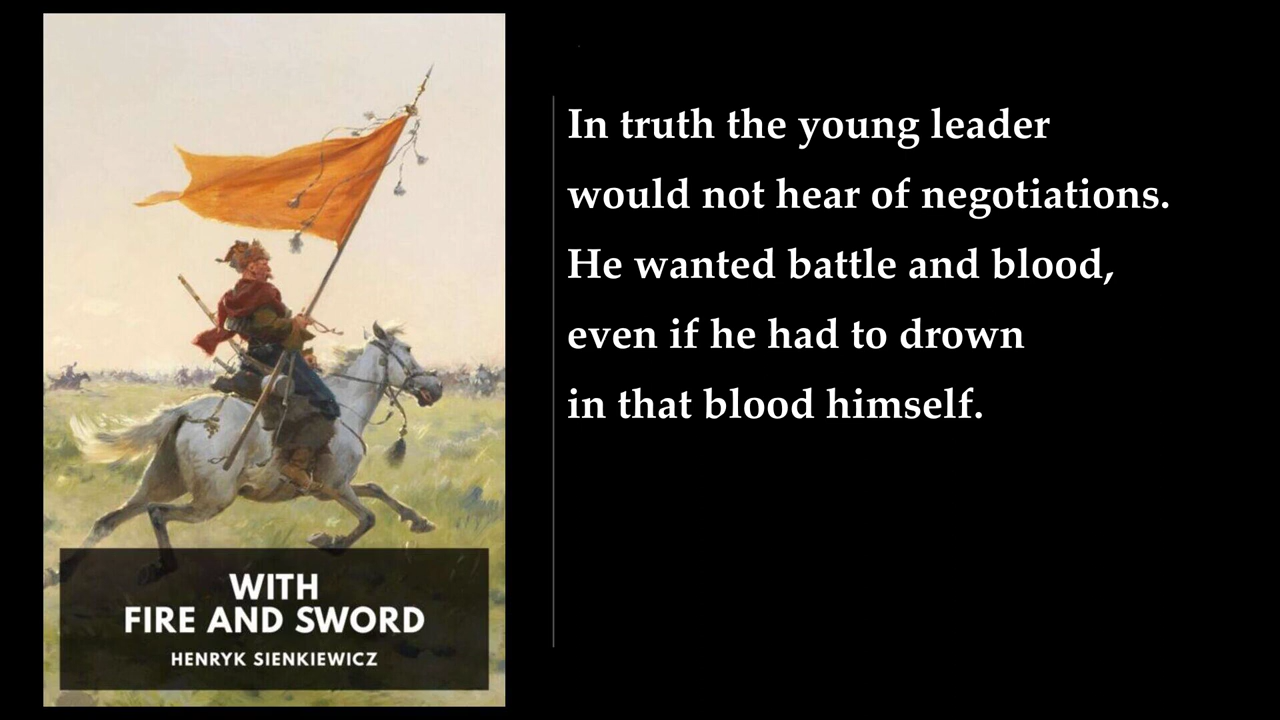 In truth the young leader
would not hear of negotiations.
He wanted battle and blood,
even if he had to drown
in that blood himself.
WITH
FIRE AND SWORD
HENRYK SIENKIEWICZ